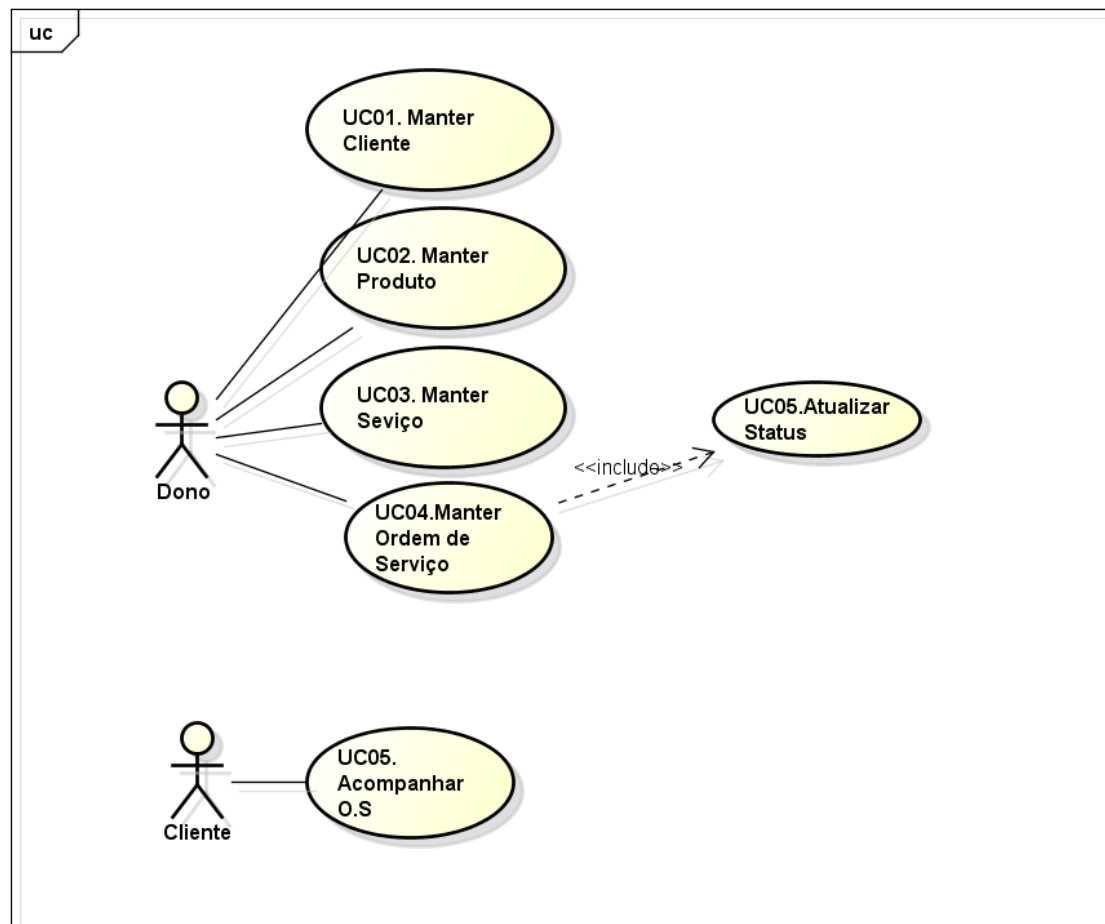 uc
UC01. Manter
Cliente
UC02. Manter
Produto
UC03. Manter
Seviço
UC05.Atualizar
Status
<<include>>
Dono
UC04.Manter
Ordem de
Serviço
UC05.
Acompanhar
O.S
Cliente